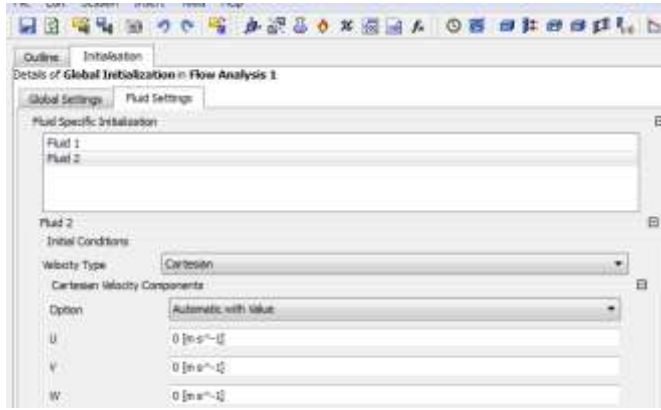 Outline Initialisation
Details of Global Initialization in Flow Analysis 1
Global Settings Fluid Settings
Fluid Specific Initialisation
Fluid 1
Fluid 2
Fluid 2
Initial Conditions
Velocity Type Cartesian
Cartesian Velocity Components
Option Automatic with Value
U 0 [m s^-1]
V 0 [m s^-1]
W 0 [m s^-1]